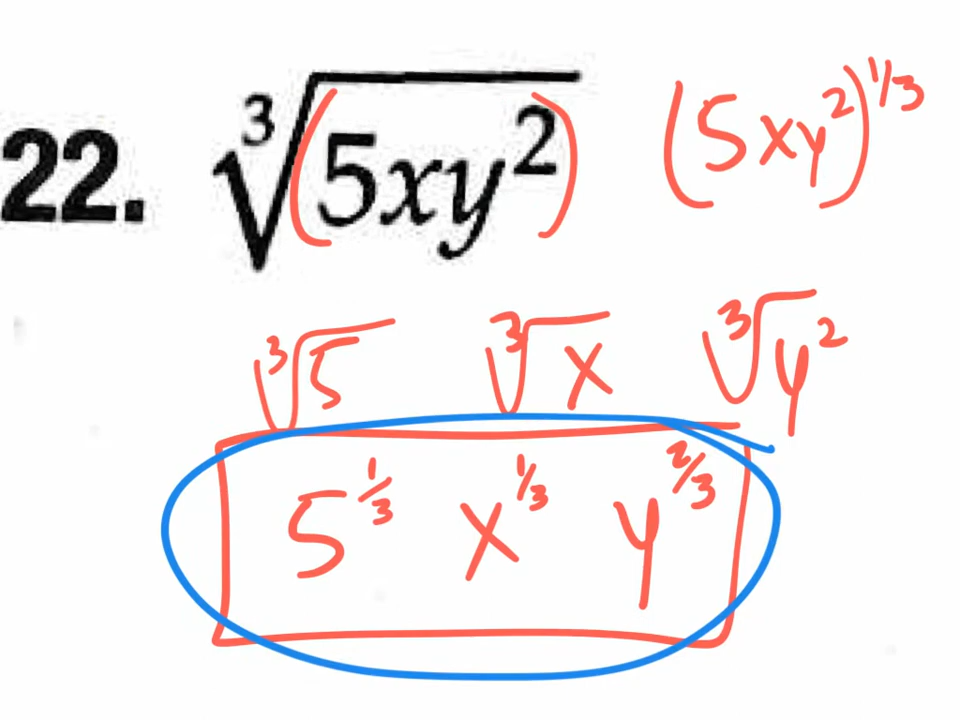 22. ∛(5xy²) (5xy²)^1/3
∛5 ∛x ∛y²
5^1/3 x^1/3 y^2/3